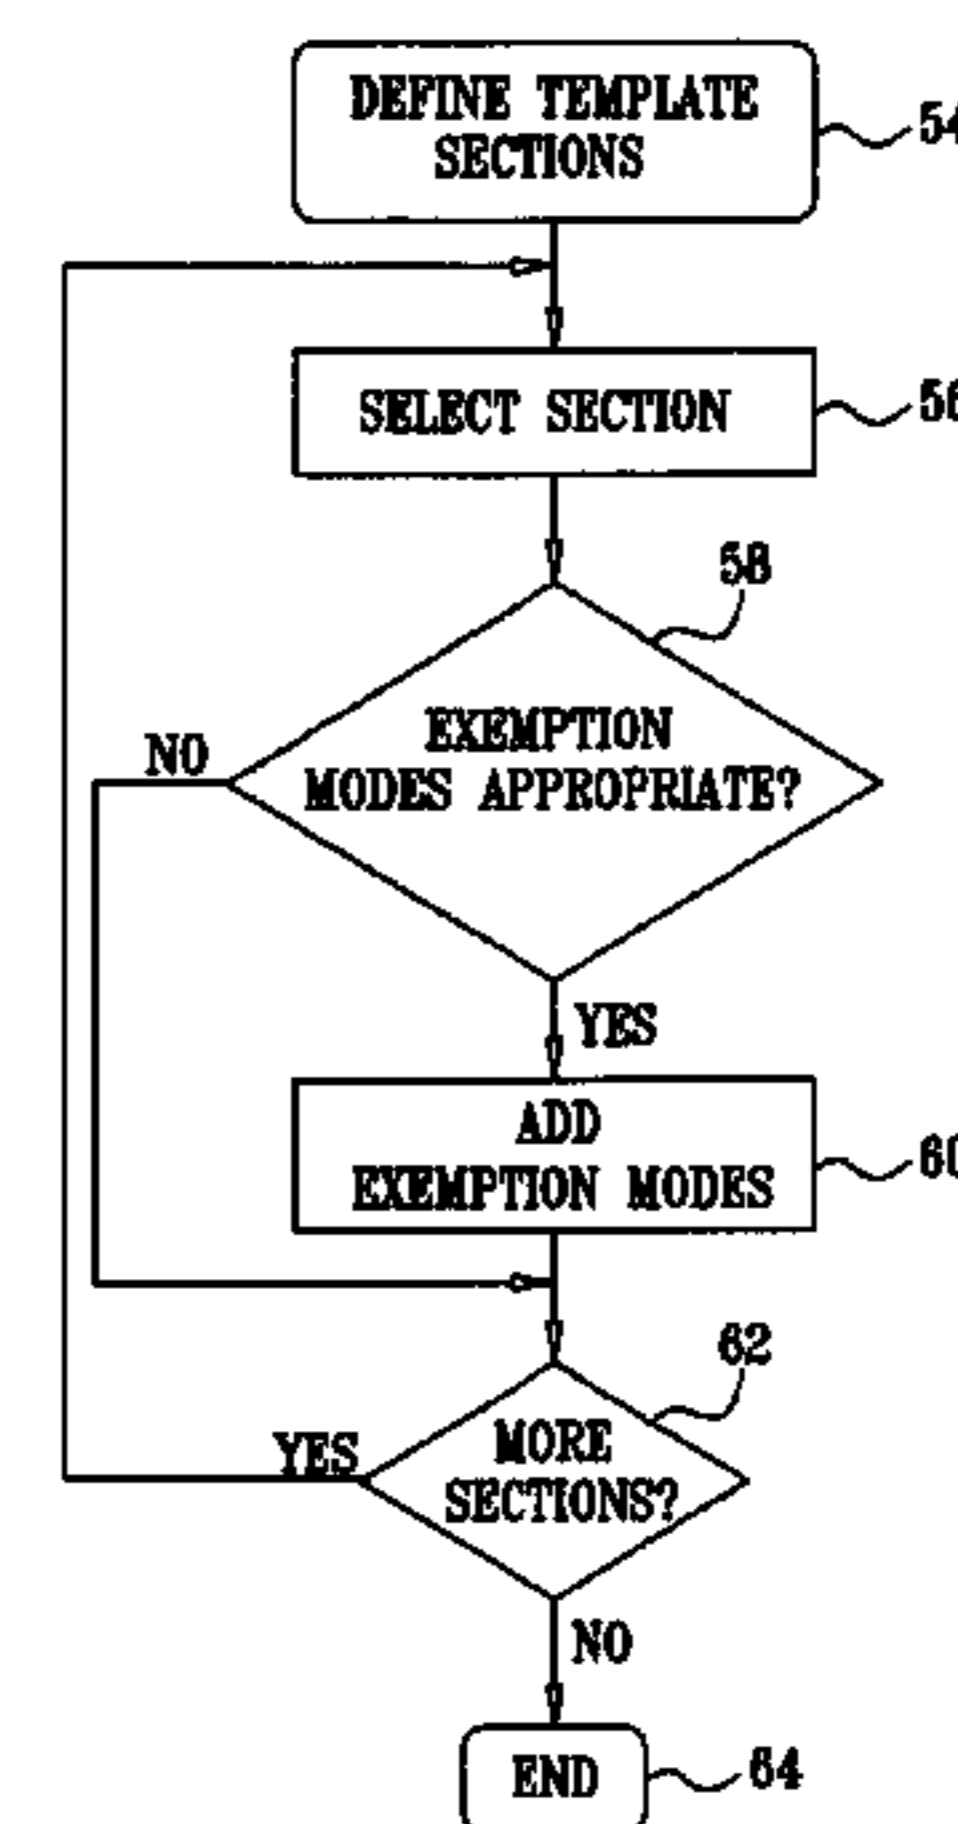 DEFINE TEMPLATE
SECTIONS
54
SELECT SECTION
56
58
EXEMPTION
MODES APPROPRIATE?
NO
YES
ADD
EXEMPTION MODES
60
62
MORE
SECTIONS?
YES
NO
END
64